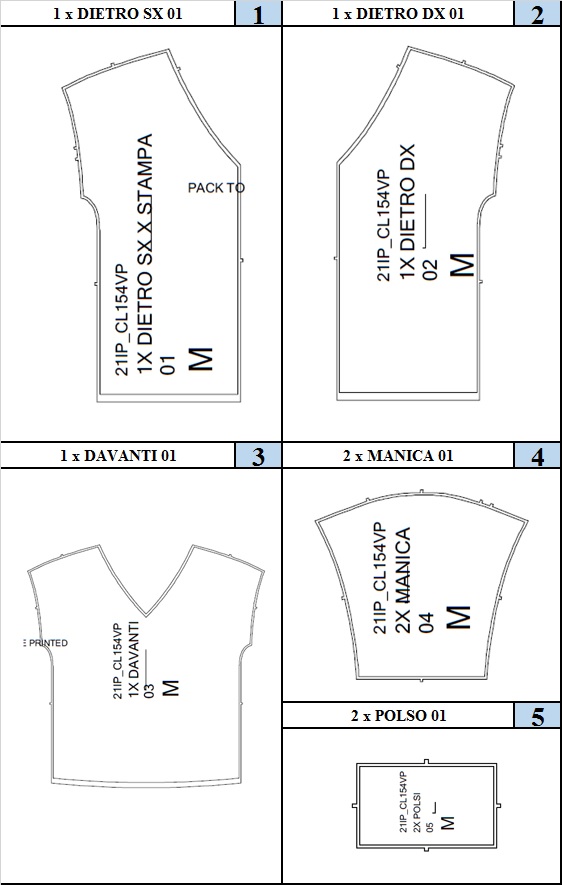 1 x DIETRO SX 01
1
1 x DIETRO DX 01
2
21IP_CL154VP
1X DIETRO SX X STAMPA
01
M
PACK TO
21IP_CL154VP
1X DIETRO DX
02
M
1 x DAVANTI 01
3
2 x MANICA 01
4
E PRINTED
21IP_CL154VP
1X DAVANTI
03
M
21IP_CL154VP
2X MANICA
04
M
2 x POLSO 01
5
21IP_CL154VP
2X POLSI
05
M